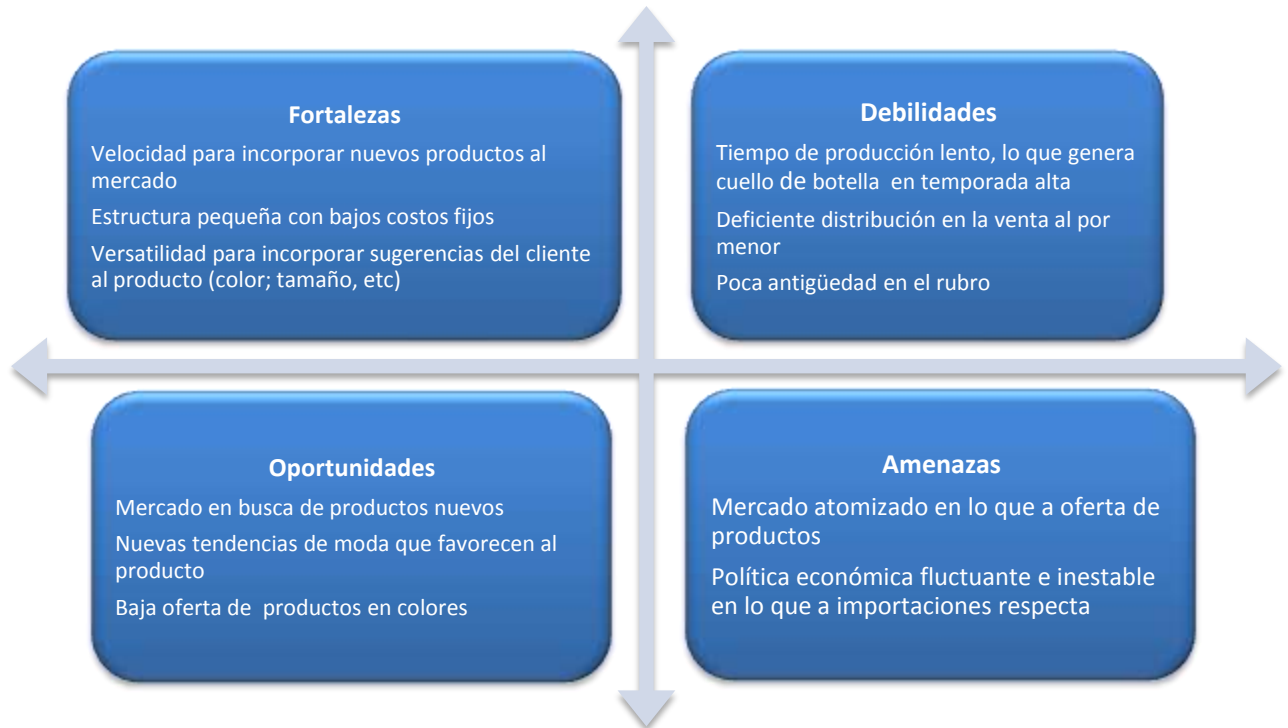 Fortalezas
Velocidad para incorporar nuevos productos al
mercado
Estructura pequeña con bajos costos fijos
Versatilidad para incorporar sugerencias del cliente
al producto (color; tamaño, etc)
Debilidades
Tiempo de producción lento, lo que genera
cuello de botella en temporada alta
Deficiente distribución en la venta al por
menor
Poca antigüedad en el rubro
Oportunidades
Mercado en busca de productos nuevos
Nuevas tendencias de moda que favorecen al
producto
Baja oferta de productos en colores
Amenazas
Mercado atomizado en lo que a oferta de
productos
Política económica fluctuante e inestable
en lo que a importaciones respecta